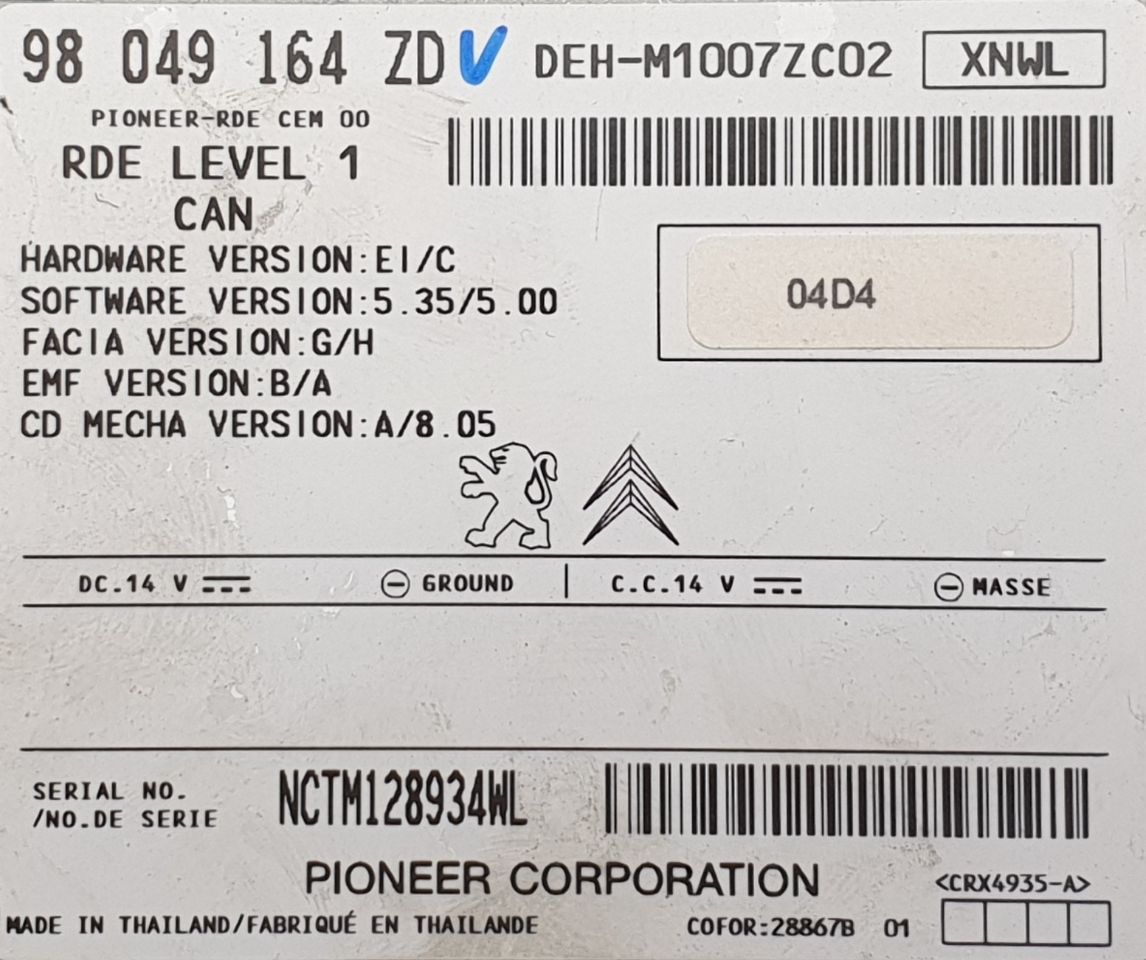 98 049 164 ZD V DEH-M1007ZC02 XNWL
PIONEER-RDE CEM 00
RDE LEVEL 1
CAN
HARDWARE VERSION:EI/C
SOFTWARE VERSION:5.35/5.00
04D4
FACIA VERSION:G/H
EMF VERSION:B/A
CD MECHA VERSION:A/8.05
DC.14 V GROUND | C.C.14 V MASSE
SERIAL NO.
/NO.DE SERIE
NCTM128934WL
PIONEER CORPORATION
<CRX4935-A>
MADE IN THAILAND/FABRIQUÉ EN THAILANDE COFOR:28867B 01